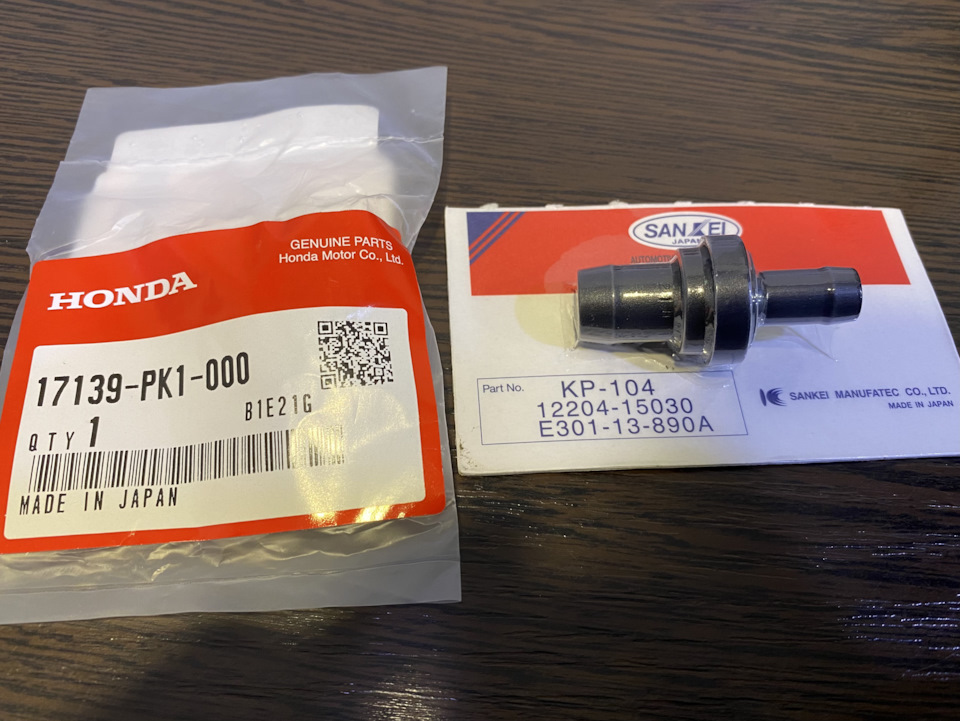 GENUINE PARTS
Honda Motor Co., Ltd.
HONDA
17139-PK1-000
B1E21G
QTY 1
MADE IN JAPAN
SANKEI
JAPAN
Part No.
KP-104
12204-15030
E301-13-890A
SANKEI MANUFATEC CO., LTD.
MADE IN JAPAN